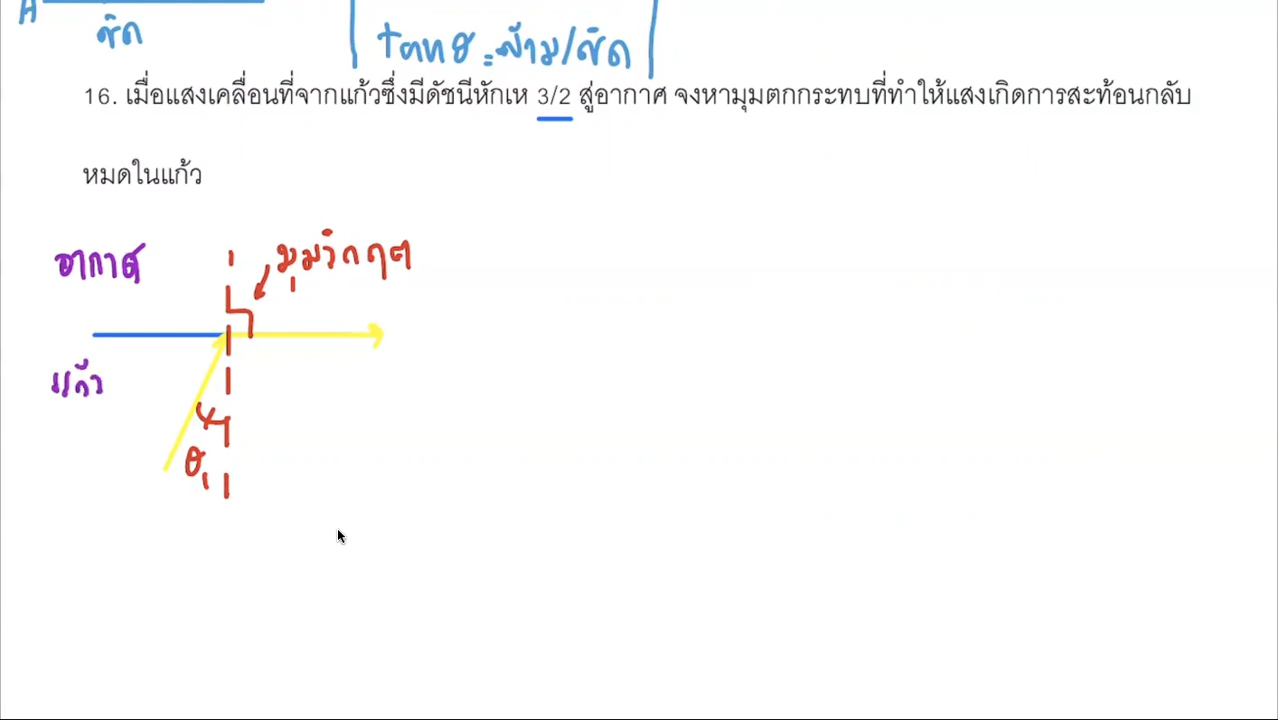 A
ชิด
tanθ = ข้าม/ชิด
16. เมื่อแสงเคลื่อนที่จากแก้วซึ่งมีดัชนีหักเห 3/2 สู่อากาศ จงหามุมตกกระทบที่ทำให้แสงเกิดการสะท้อนกลับ
หมดในแก้ว
มุมวิกฤต
อากาศ
แก้ว
θ₁